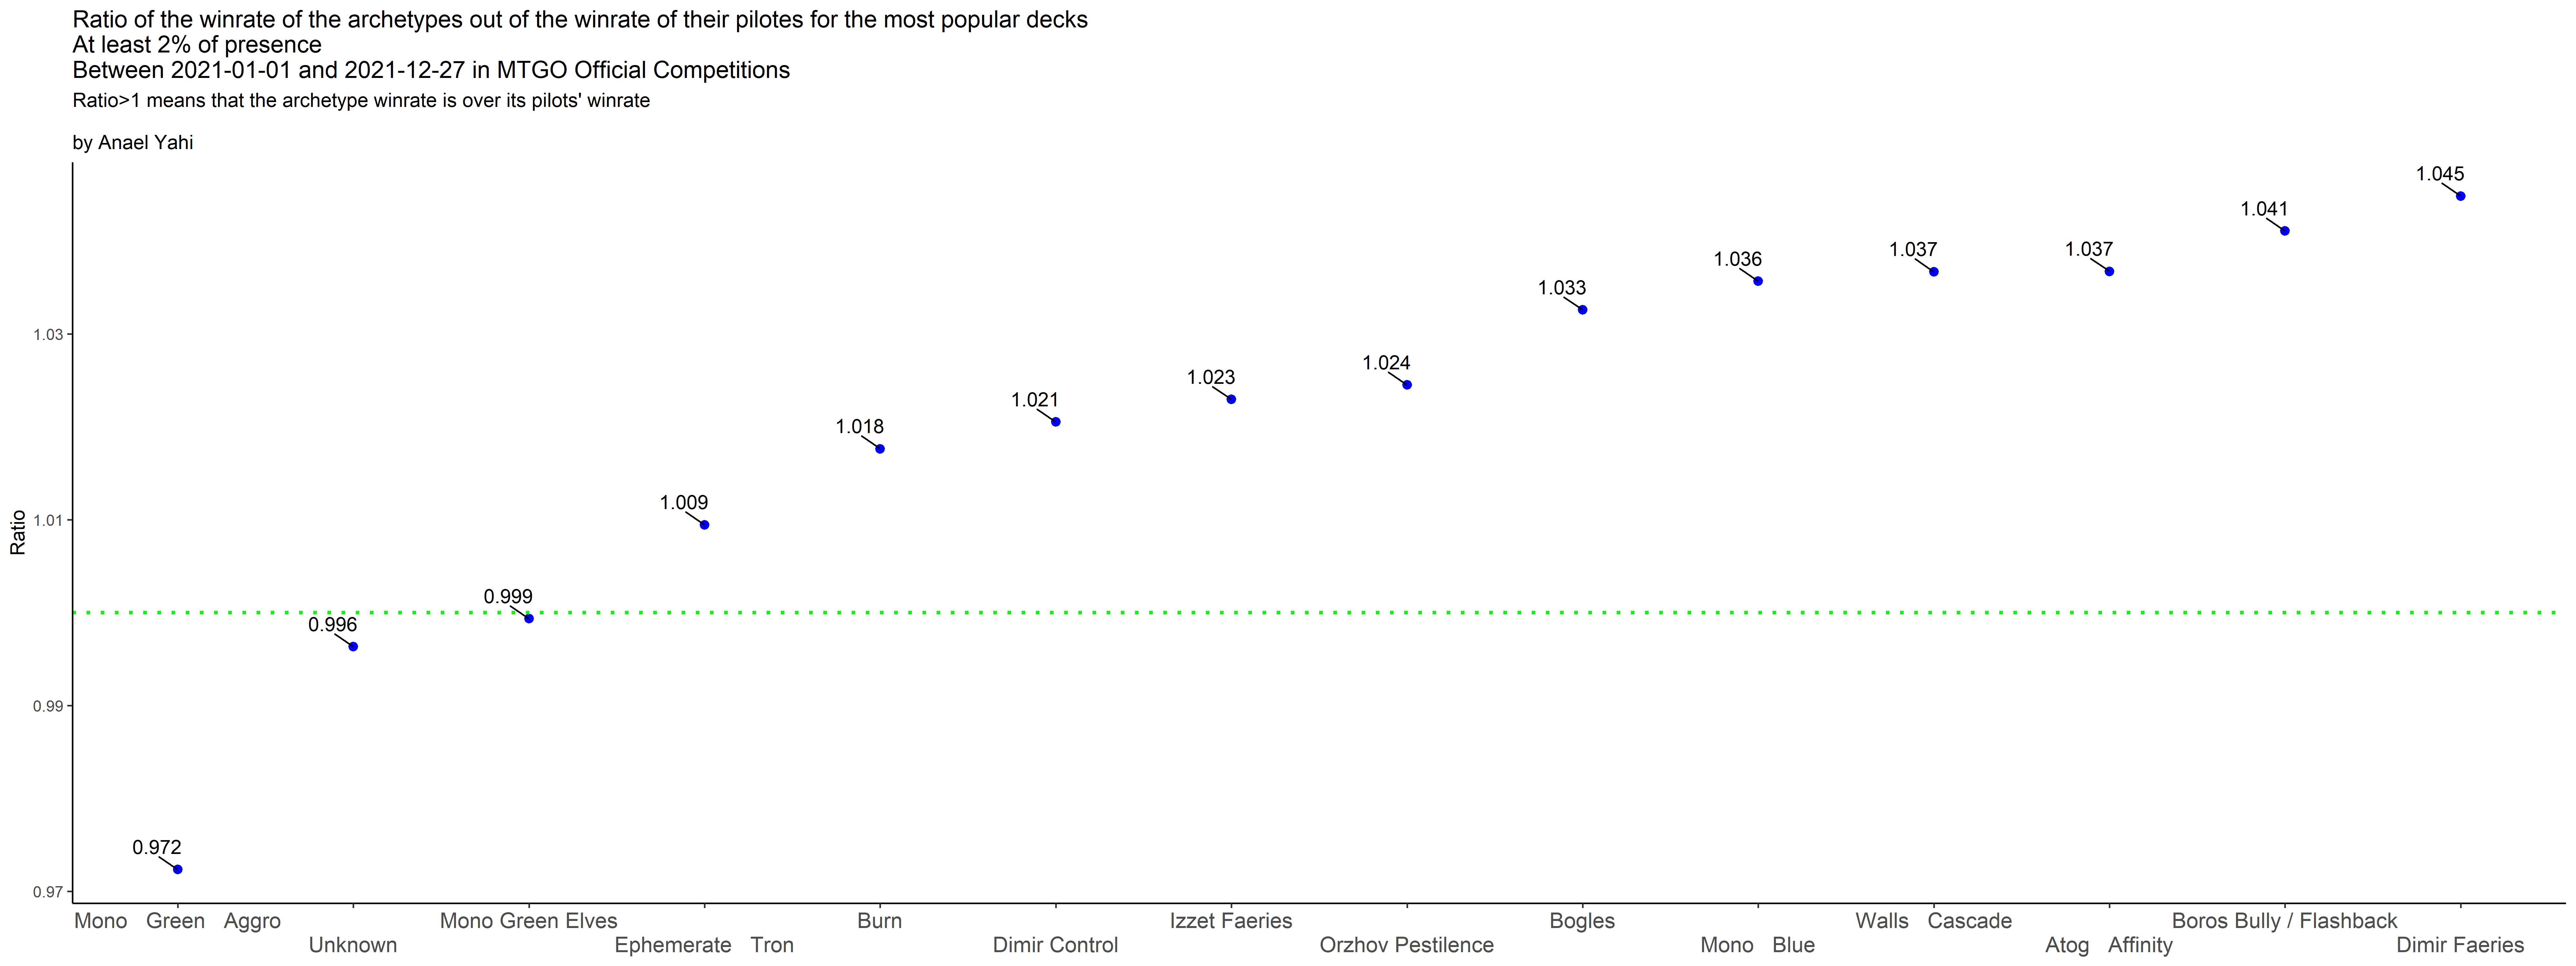 Ratio of the winrate of the archetypes out of the winrate of their pilotes for the most popular decks
At least 2% of presence
Between 2021-01-01 and 2021-12-27 in MTGO Official Competitions
Ratio>1 means that the archetype winrate is over its pilots' winrate
by Anael Yahi
1.045
1.041
1.037
1.037
1.036
1.033
1.024
1.023
1.021
1.018
1.009
0.999
0.996
0.972
Ratio
1.03
1.01
0.99
0.97
Mono Green Aggro
Unknown
Mono Green Elves
Ephemerate Tron
Burn
Dimir Control
Izzet Faeries
Orzhov Pestilence
Bogles
Mono Blue
Walls Cascade
Atog Affinity
Boros Bully / Flashback
Dimir Faeries